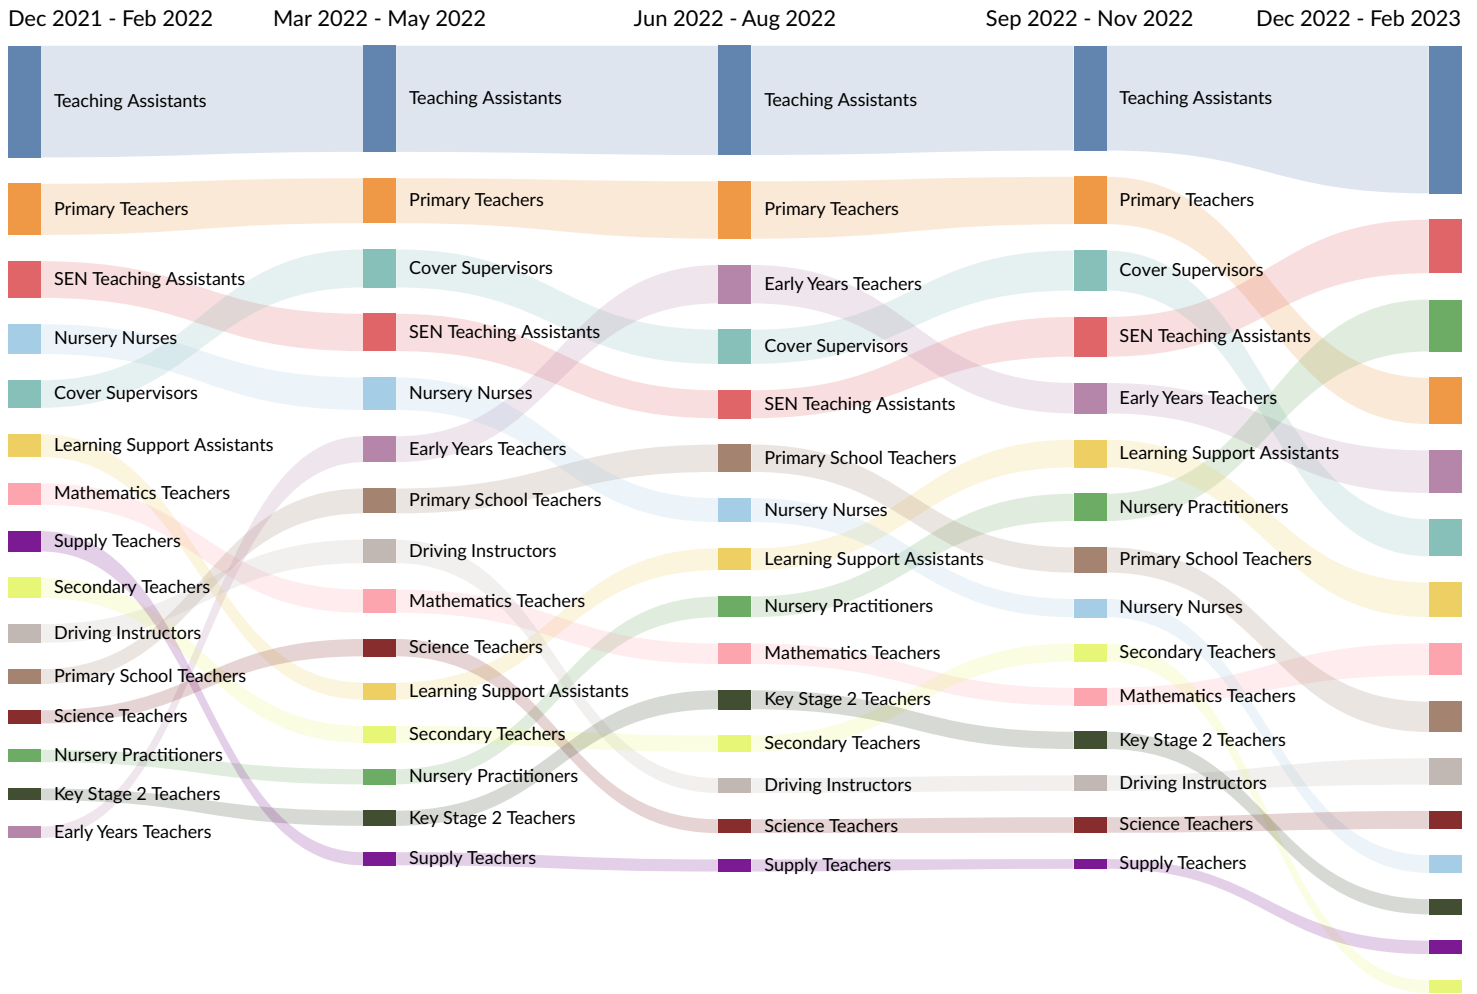 Dec 2021 - Feb 2022
Mar 2022 - May 2022
Jun 2022 - Aug 2022
Sep 2022 - Nov 2022
Dec 2022 - Feb 2023
Teaching Assistants
Primary Teachers
SEN Teaching Assistants
Nursery Nurses
Cover Supervisors
Learning Support Assistants
Mathematics Teachers
Supply Teachers
Secondary Teachers
Driving Instructors
Primary School Teachers
Science Teachers
Nursery Practitioners
Key Stage 2 Teachers
Early Years Teachers
Teaching Assistants
Primary Teachers
Cover Supervisors
SEN Teaching Assistants
Nursery Nurses
Early Years Teachers
Primary School Teachers
Driving Instructors
Mathematics Teachers
Science Teachers
Learning Support Assistants
Secondary Teachers
Nursery Practitioners
Key Stage 2 Teachers
Supply Teachers
Teaching Assistants
Primary Teachers
Early Years Teachers
Cover Supervisors
SEN Teaching Assistants
Primary School Teachers
Nursery Nurses
Learning Support Assistants
Nursery Practitioners
Mathematics Teachers
Key Stage 2 Teachers
Secondary Teachers
Driving Instructors
Science Teachers
Supply Teachers
Teaching Assistants
Primary Teachers
Cover Supervisors
SEN Teaching Assistants
Early Years Teachers
Learning Support Assistants
Nursery Practitioners
Primary School Teachers
Nursery Nurses
Secondary Teachers
Mathematics Teachers
Key Stage 2 Teachers
Driving Instructors
Science Teachers
Supply Teachers